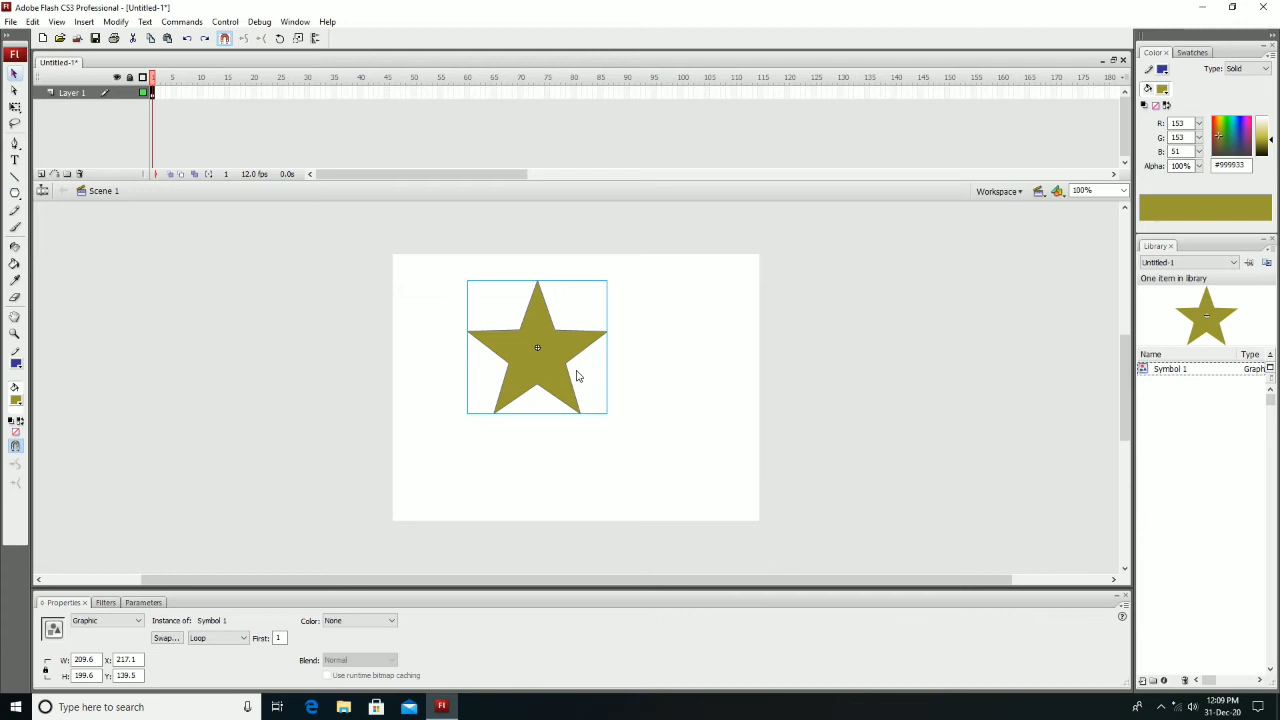 Adobe Flash CS3 Professional - [Untitled-1*]
File Edit View Insert Modify Text Commands Control Debug Window Help
Fl
Untitled-1*
5 10 15 20 25 30 35 40 45 50 55 60 65 70 75 80 85 90 95 100 105 110 115 120 125 130 135 140 145 150 155 160 165 170 175 180
Layer 1
1 12.0 fps 0.0s
Scene 1
Workspace
100%
Color Swatches
Type: Solid
R: 153
G: 153
B: 51
Alpha: 100% #999933
Library
Untitled-1
One item in library
Name Type
Symbol 1 Graph
Properties Filters Parameters
Graphic Instance of: Symbol 1 Color: None
Swap... Loop First: 1
W: 209.6 X: 217.1 Blend: Normal
H: 199.6 Y: 139.5 Use runtime bitmap caching
Type here to search
12:09 PM
31-Dec-20